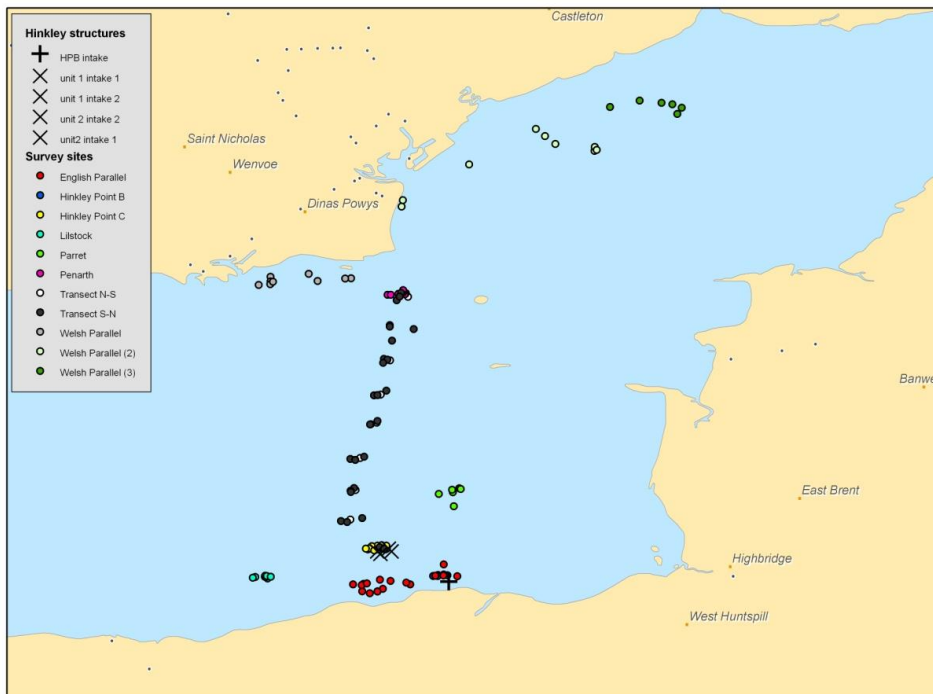 Castleton
Hinkley structures
HPB intake
unit 1 intake 1
unit 1 intake 2
unit 2 intake 2
unit2 intake 1
Survey sites
English Parallel
Hinkley Point B
Hinkley Point C
Lilstock
Parret
Penarth
Transect N-S
Transect S-N
Welsh Parallel
Welsh Parallel (2)
Welsh Parallel (3)
Saint Nicholas
Wenvoe
Dinas Powys
Banwe
East Brent
Highbridge
West Huntspill